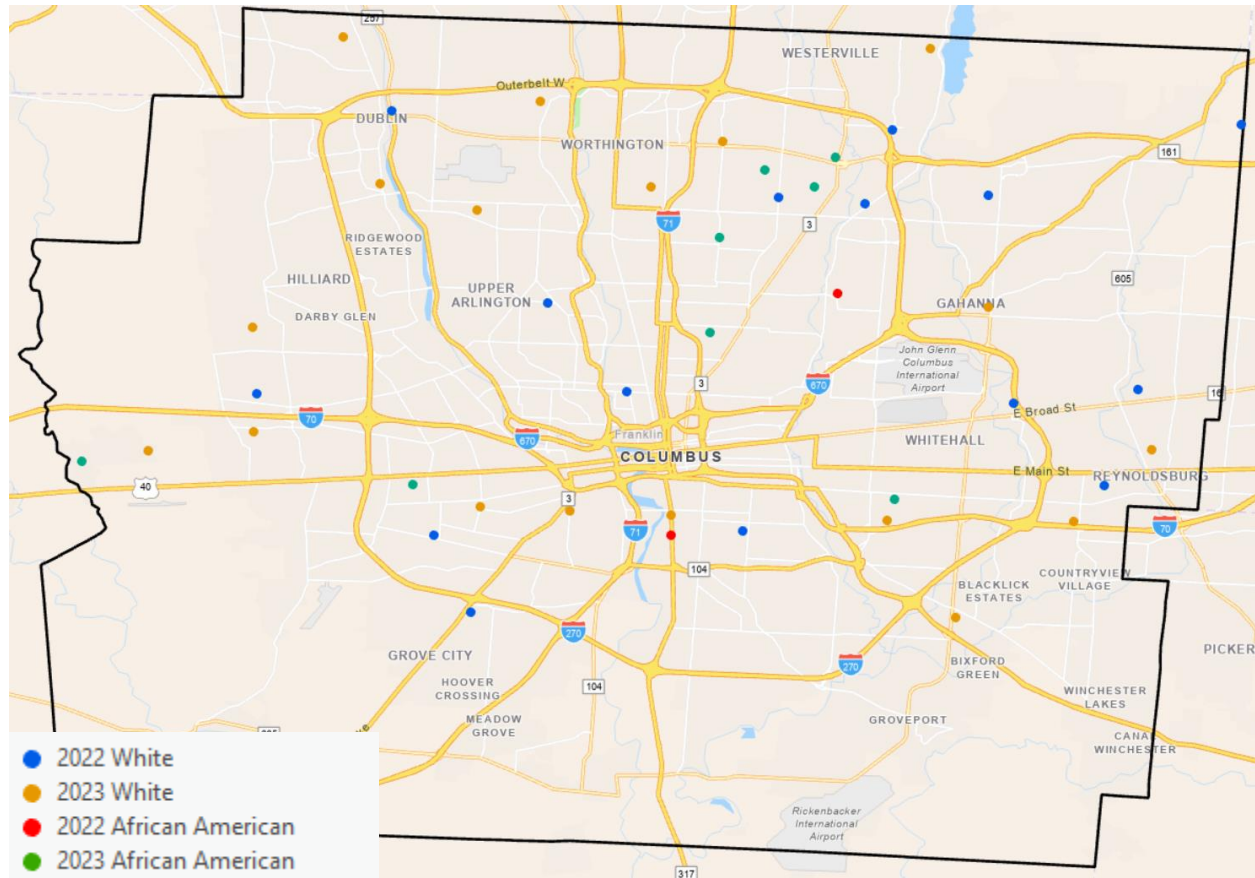 257
WESTERVILLE
Outerbelt W
DUBLIN
WORTHINGTON
161
71
3
RIDGEWOOD
ESTATES
HILLIARD
UPPER
ARLINGTON
605
GAHANNA
DARBY GLEN
John Glenn
Columbus
International
Airport
3
670
16
70
E Broad St
Franklin
670
WHITEHALL
COLUMBUS
E Main St
REYNOLDSBURG
40
3
71
70
104
COUNTRYVIEW
VILLAGE
BLACKLICK
ESTATES
270
PICKER
GROVE CITY
270
BIXFORD
GREEN
HOOVER
CROSSING
104
WINCHESTER
LAKES
MEADOW
GROVE
GROVEPORT
CANAL
WINCHESTER
2022 White
2023 White
2022 African American
2023 African American
Rickenbacker
International
Airport
317